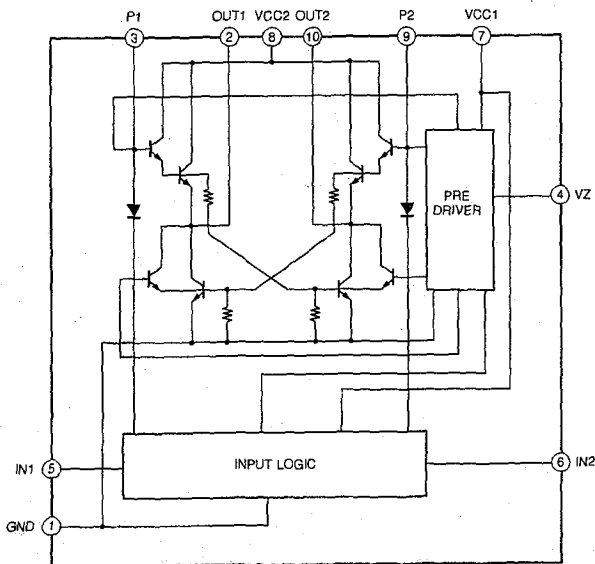 P1 OUT1 VCC2 OUT2 P2 VCC1
3 2 8 10 9 7
PRE
DRIVER
4 VZ
INPUT LOGIC
IN1 5
6 IN2
GND 1